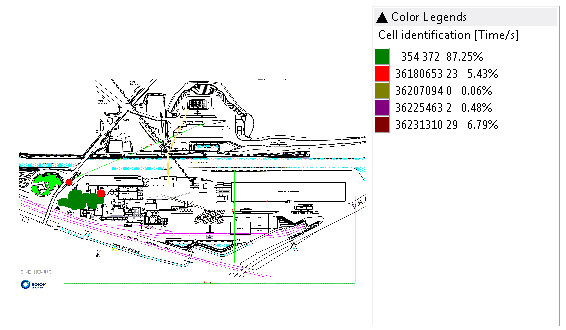 Color Legends
Cell identification [Time/s]
354 372 87.25%
36180653 23 5.43%
36207094 0 0.06%
36225463 2 0.48%
36231310 29 6.79%